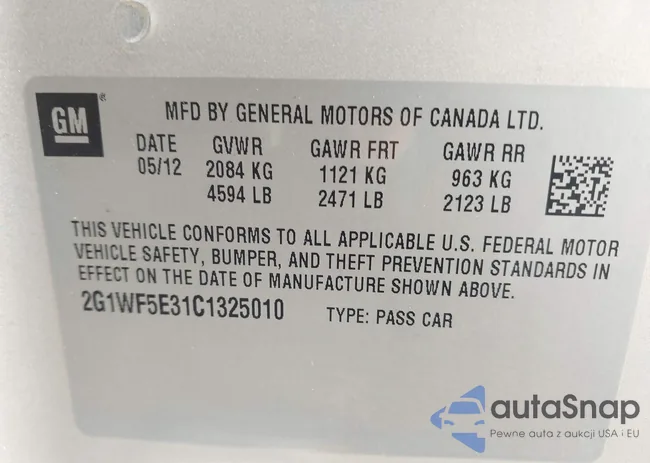 GM
MFD BY GENERAL MOTORS OF CANADA LTD.
DATE GVWR GAWR FRT GAWR RR
05/12 2084 KG 1121 KG 963 KG
4594 LB 2471 LB 2123 LB
THIS VEHICLE CONFORMS TO ALL APPLICABLE U.S. FEDERAL MOTOR
VEHICLE SAFETY, BUMPER, AND THEFT PREVENTION STANDARDS IN
EFFECT ON THE DATE OF MANUFACTURE SHOWN ABOVE.
2G1WF5E31C1325010 TYPE: PASS CAR
autaSnap
Pewne auta z aukcji USA i EU